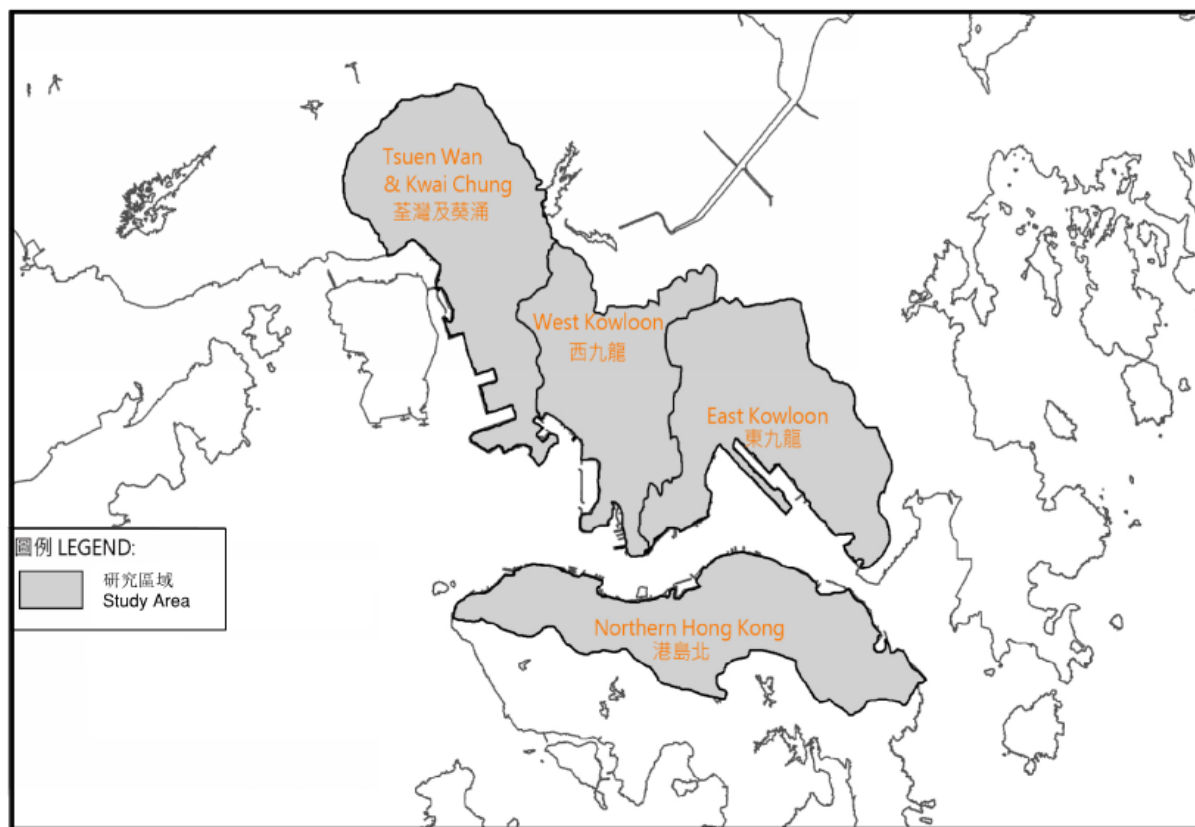 Tsuen Wan
& Kwai Chung
荃灣及葵涌
West Kowloon
西九龍
East Kowloon
東九龍
圖例 LEGEND:
研究區域
Study Area
Northern Hong Kong
港島北